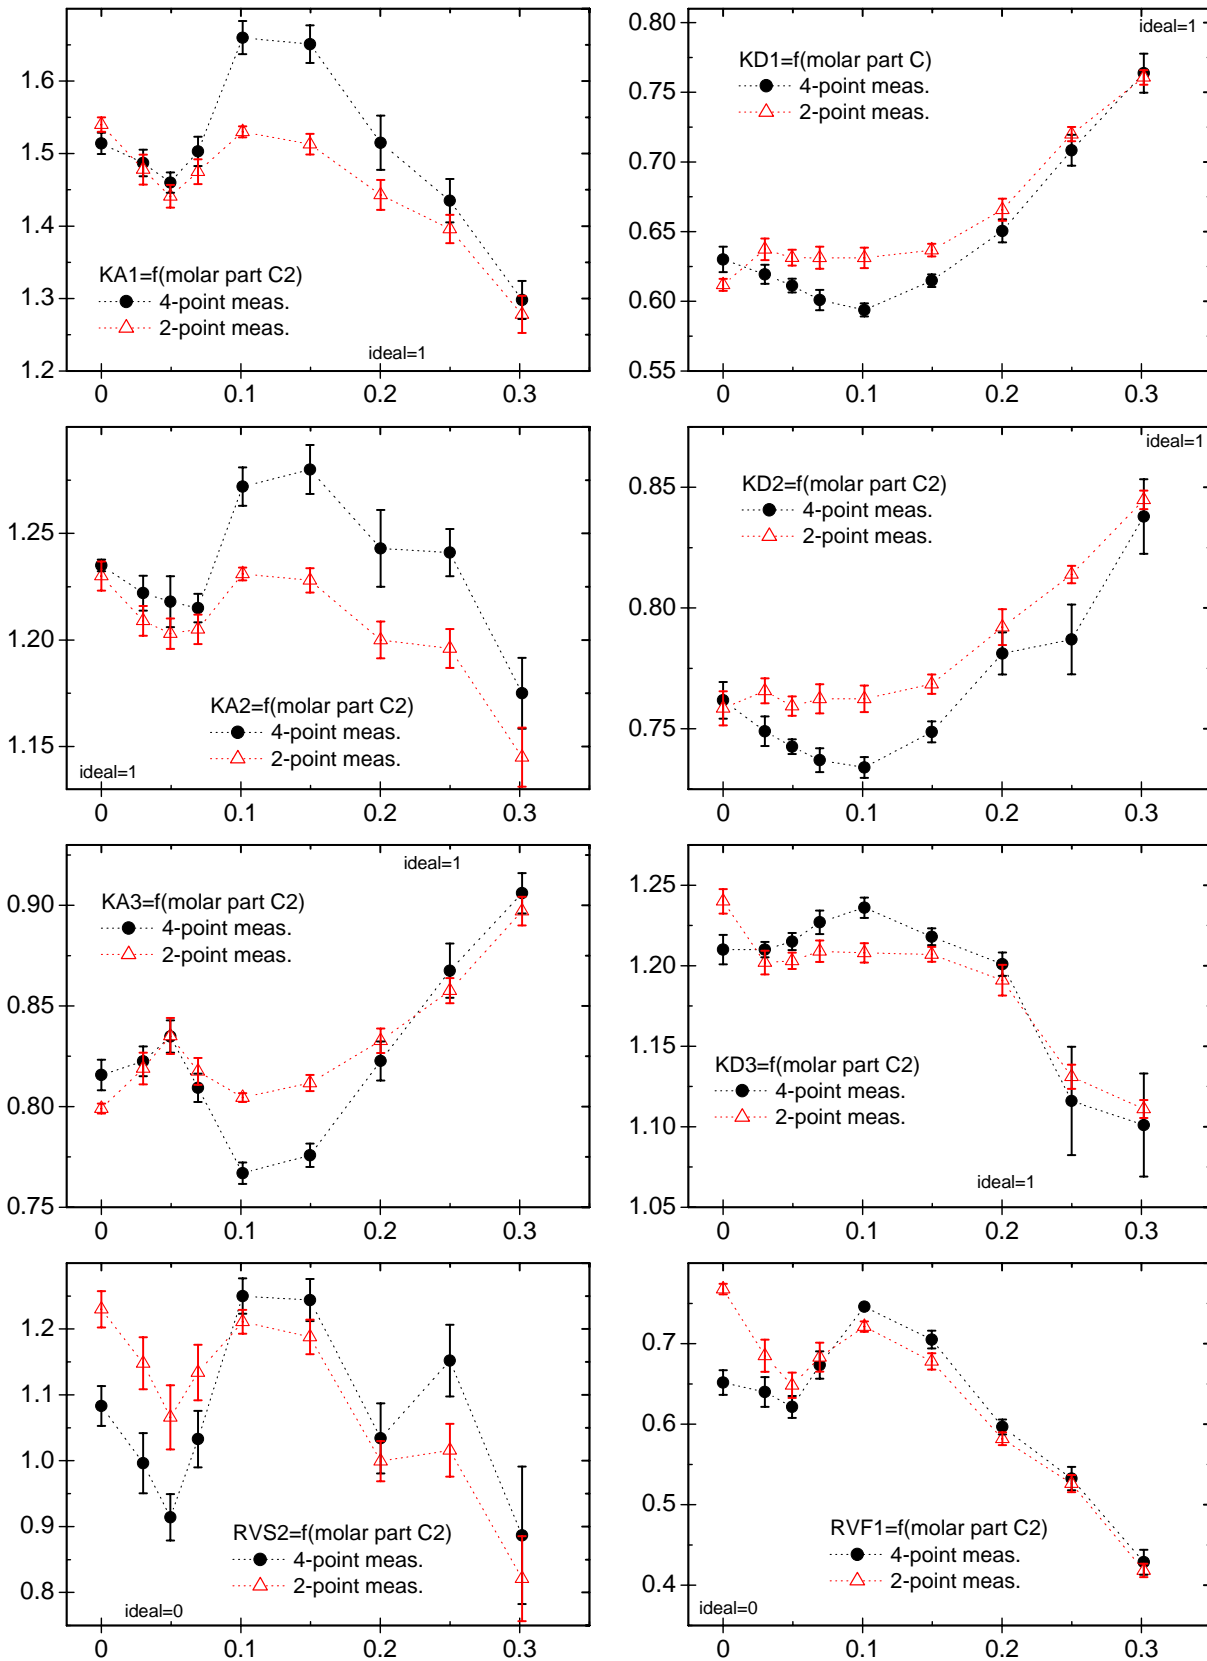 1.6
1.5
1.4
1.3
1.2
KA1=f(molar part C2)
4-point meas.
2-point meas.
ideal=1
0
0.1
0.2
0.3
0.80
0.75
0.70
0.65
0.60
0.55
ideal=1
KD1=f(molar part C)
4-point meas.
2-point meas.
0
0.1
0.2
0.3
1.25
1.20
1.15
KA2=f(molar part C2)
4-point meas.
2-point meas.
ideal=1
0
0.1
0.2
0.3
0.85
0.80
0.75
ideal=1
KD2=f(molar part C2)
4-point meas.
2-point meas.
0
0.1
0.2
0.3
0.90
0.85
0.80
0.75
ideal=1
KA3=f(molar part C2)
4-point meas.
2-point meas.
0
0.1
0.2
0.3
1.25
1.20
1.15
1.10
1.05
KD3=f(molar part C2)
4-point meas.
2-point meas.
ideal=1
0
0.1
0.2
0.3
1.2
1.1
1.0
0.9
0.8
RVS2=f(molar part C2)
4-point meas.
2-point meas.
ideal=0
0
0.1
0.2
0.3
0.7
0.6
0.5
0.4
RVF1=f(molar part C2)
4-point meas.
2-point meas.
ideal=0
0
0.1
0.2
0.3